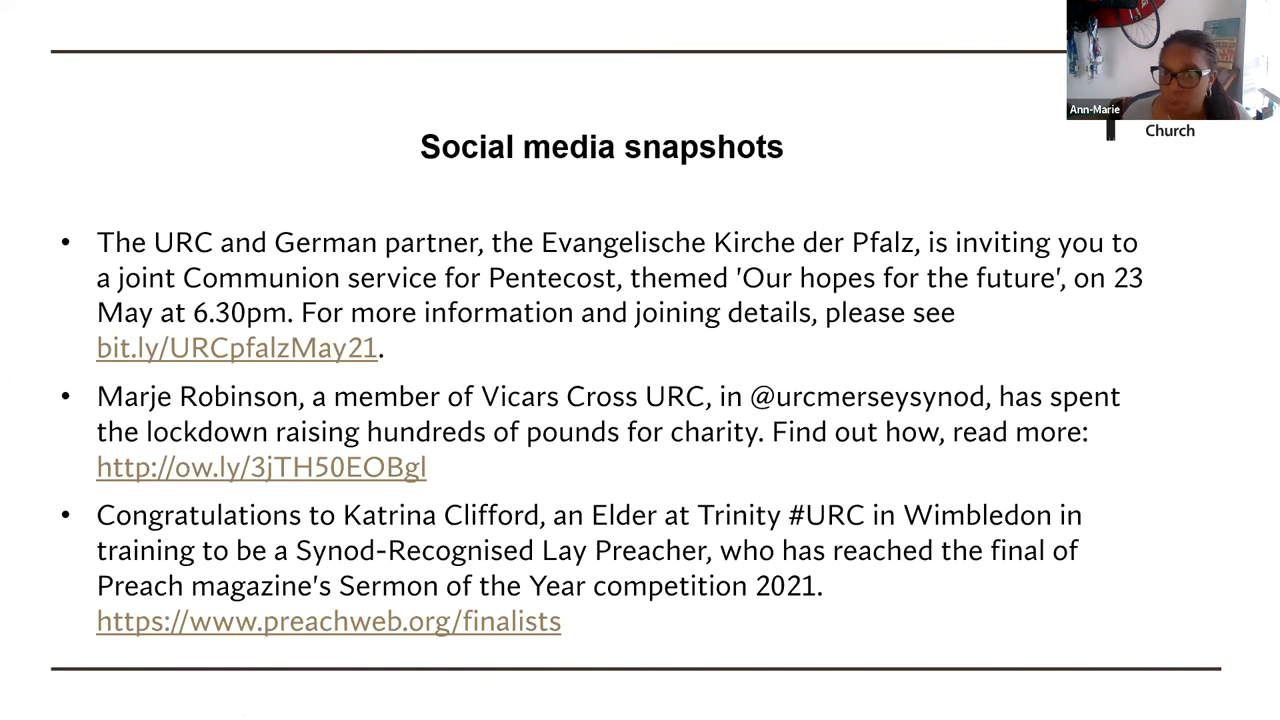 Ann-Marie
Church
Social media snapshots
• The URC and German partner, the Evangelische Kirche der Pfalz, is inviting you to
a joint Communion service for Pentecost, themed 'Our hopes for the future', on 23
May at 6.30pm. For more information and joining details, please see
bit.ly/URCpfalzMay21.
• Marje Robinson, a member of Vicars Cross URC, in @urcmerseysynod, has spent
the lockdown raising hundreds of pounds for charity. Find out how, read more:
http://ow.ly/3jTH50EOBgl
• Congratulations to Katrina Clifford, an Elder at Trinity #URC in Wimbledon in
training to be a Synod-Recognised Lay Preacher, who has reached the final of
Preach magazine's Sermon of the Year competition 2021.
https://www.preachweb.org/finalists